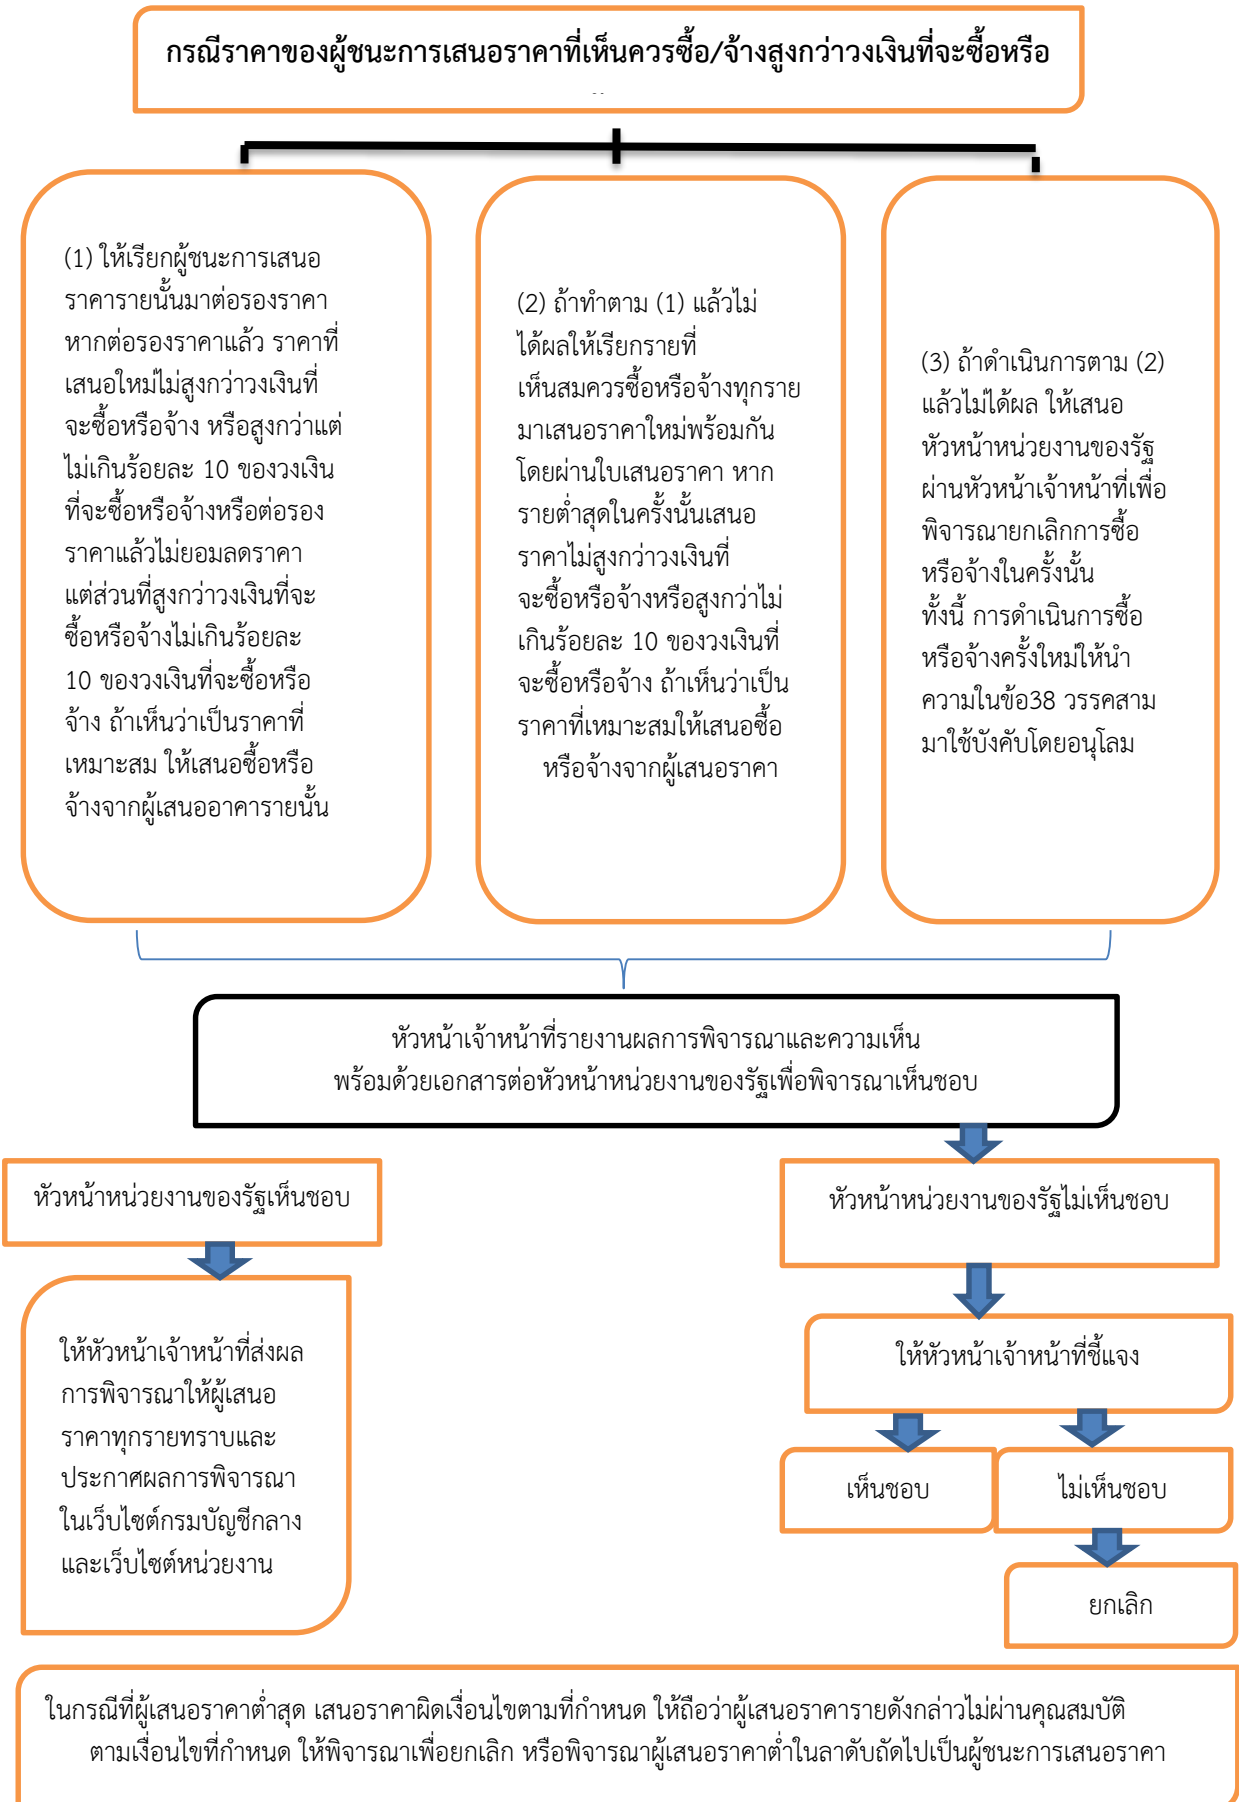 กรณีราคาของผู้ชนะการเสนอราคาที่เห็นควรซื้อ/จ้างสูงกว่าวงเงินที่จะซื้อหรือ
(1) ให้เรียกผู้ชนะการเสนอ
ราคารายนั้นมาต่อรองราคา
หากต่อรองราคาแล้ว ราคาที่
เสนอใหม่ไม่สูงกว่าวงเงินที่
จะซื้อหรือจ้าง หรือสูงกว่าแต่
ไม่เกินร้อยละ 10 ของวงเงิน
ที่จะซื้อหรือจ้างหรือต่อรอง
ราคาแล้วไม่ยอมลดราคา
แต่ส่วนที่สูงกว่าวงเงินที่จะ
ซื้อหรือจ้างไม่เกินร้อยละ
10 ของวงเงินที่จะซื้อหรือ
จ้าง ถ้าเห็นว่าเป็นราคาที่
เหมาะสม ให้เสนอซื้อหรือ
จ้างจากผู้เสนออาคารายนั้น
(2) ถ้าทำตาม (1) แล้วไม่
ได้ผลให้เรียกรายที่
เห็นสมควรซื้อหรือจ้างทุกราย
มาเสนอราคาใหม่พร้อมกัน
โดยผ่านใบเสนอราคา หาก
รายต่ำสุดในครั้งนั้นเสนอ
ราคาไม่สูงกว่าวงเงินที่
จะซื้อหรือจ้างหรือสูงกว่าไม่
เกินร้อยละ 10 ของวงเงินที่
จะซื้อหรือจ้าง ถ้าเห็นว่าเป็น
ราคาที่เหมาะสมให้เสนอซื้อ
หรือจ้างจากผู้เสนอราคา
(3) ถ้าดำเนินการตาม (2)
แล้วไม่ได้ผล ให้เสนอ
หัวหน้าหน่วยงานของรัฐ
ผ่านหัวหน้าเจ้าหน้าที่เพื่อ
พิจารณายกเลิกการซื้อ
หรือจ้างในครั้งนั้น
ทั้งนี้ การดำเนินการซื้อ
หรือจ้างครั้งใหม่ให้นำ
ความในข้อ38 วรรคสาม
มาใช้บังคับโดยอนุโลม
หัวหน้าเจ้าหน้าที่รายงานผลการพิจารณาและความเห็น
พร้อมด้วยเอกสารต่อหัวหน้าหน่วยงานของรัฐเพื่อพิจารณาเห็นชอบ
หัวหน้าหน่วยงานของรัฐเห็นชอบ
หัวหน้าหน่วยงานของรัฐไม่เห็นชอบ
ให้หัวหน้าเจ้าหน้าที่ส่งผล
การพิจารณาให้ผู้เสนอ
ราคาทุกรายทราบและ
ประกาศผลการพิจารณา
ในเว็บไซต์กรมบัญชีกลาง
และเว็บไซต์หน่วยงาน
ให้หัวหน้าเจ้าหน้าที่ชี้แจง
เห็นชอบ
ไม่เห็นชอบ
ยกเลิก
ในกรณีที่ผู้เสนอราคาต่ำสุด เสนอราคาผิดเงื่อนไขตามที่กำหนด ให้ถือว่าผู้เสนอราคารายดังกล่าวไม่ผ่านคุณสมบัติ
ตามเงื่อนไขที่กำหนด ให้พิจารณาเพื่อยกเลิก หรือพิจารณาผู้เสนอราคาต่ำในลาดับถัดไปเป็นผู้ชนะการเสนอราคา